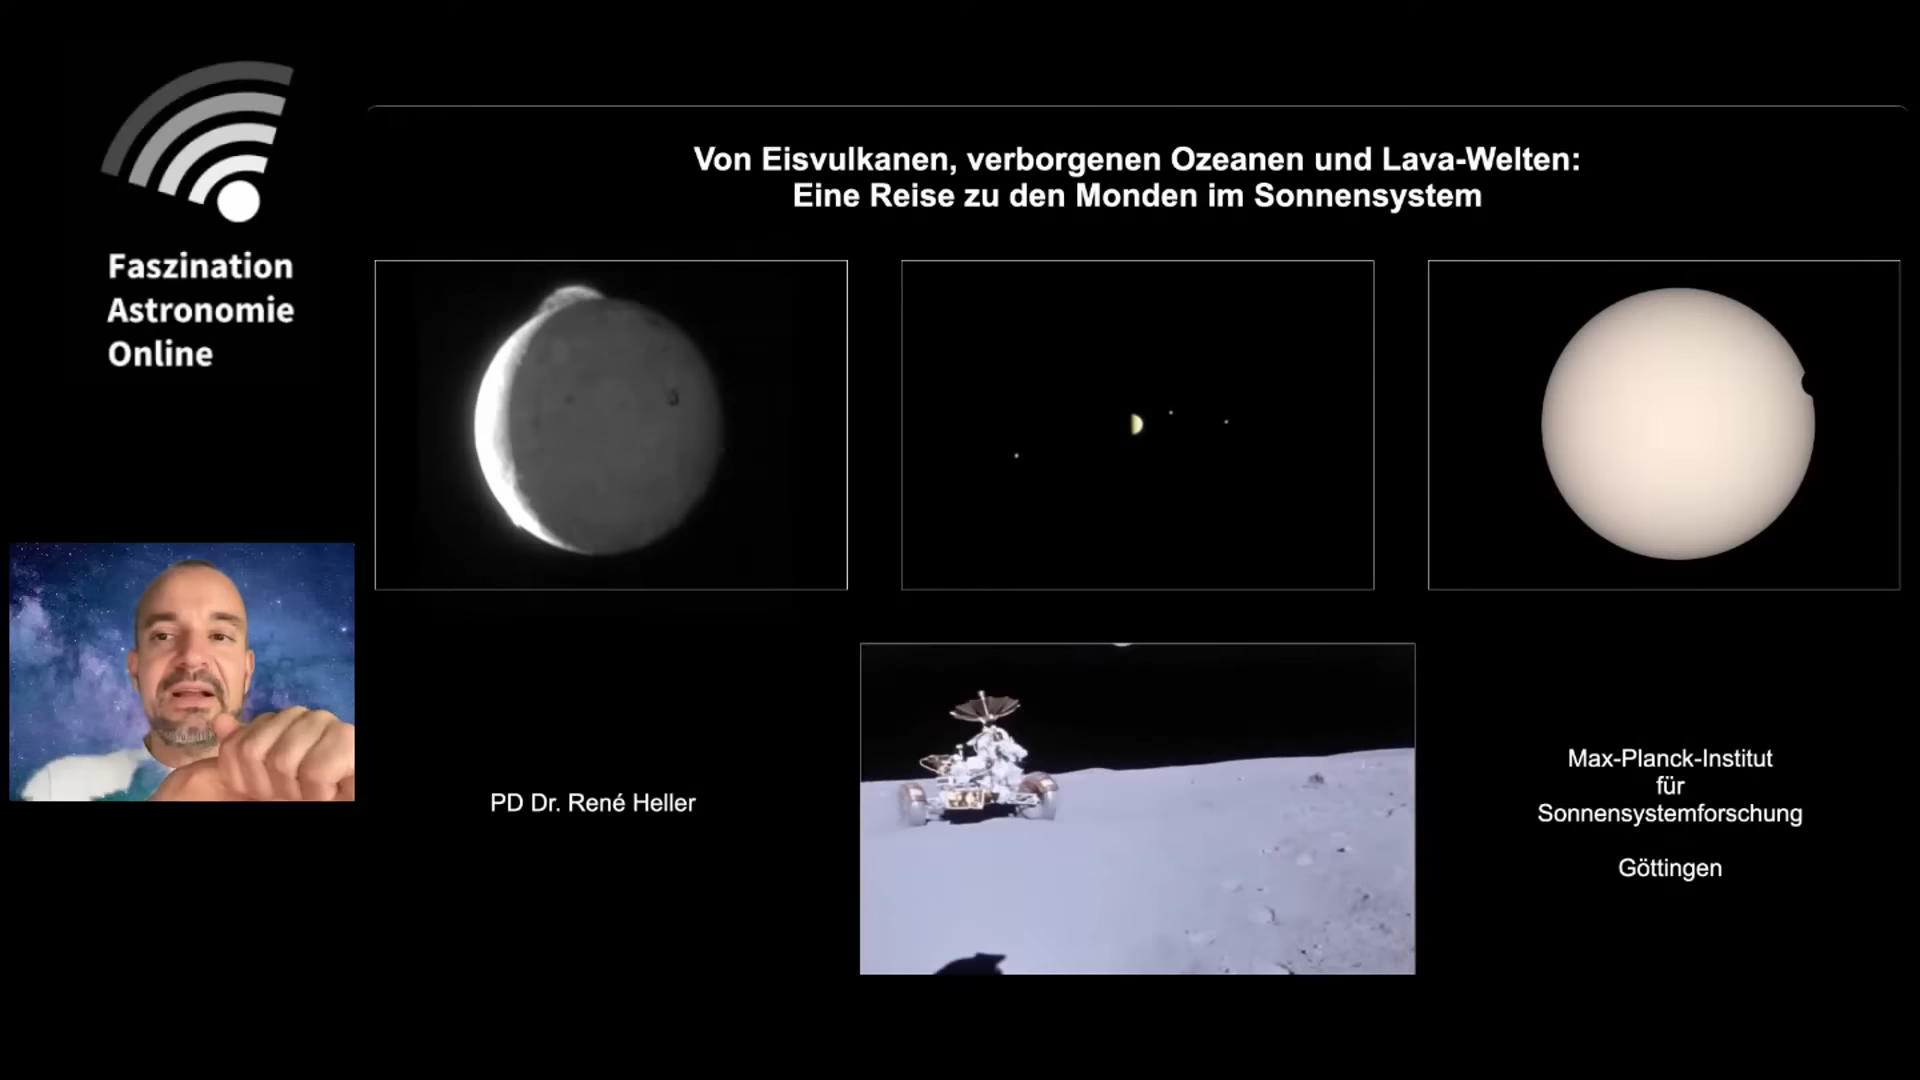 Faszination
Astronomie
Online
Von Eisvulkanen, verborgenen Ozeanen und Lava-Welten:
Eine Reise zu den Monden im Sonnensystem
PD Dr. René Heller
Max-Planck-Institut
für
Sonnensystemforschung
Göttingen